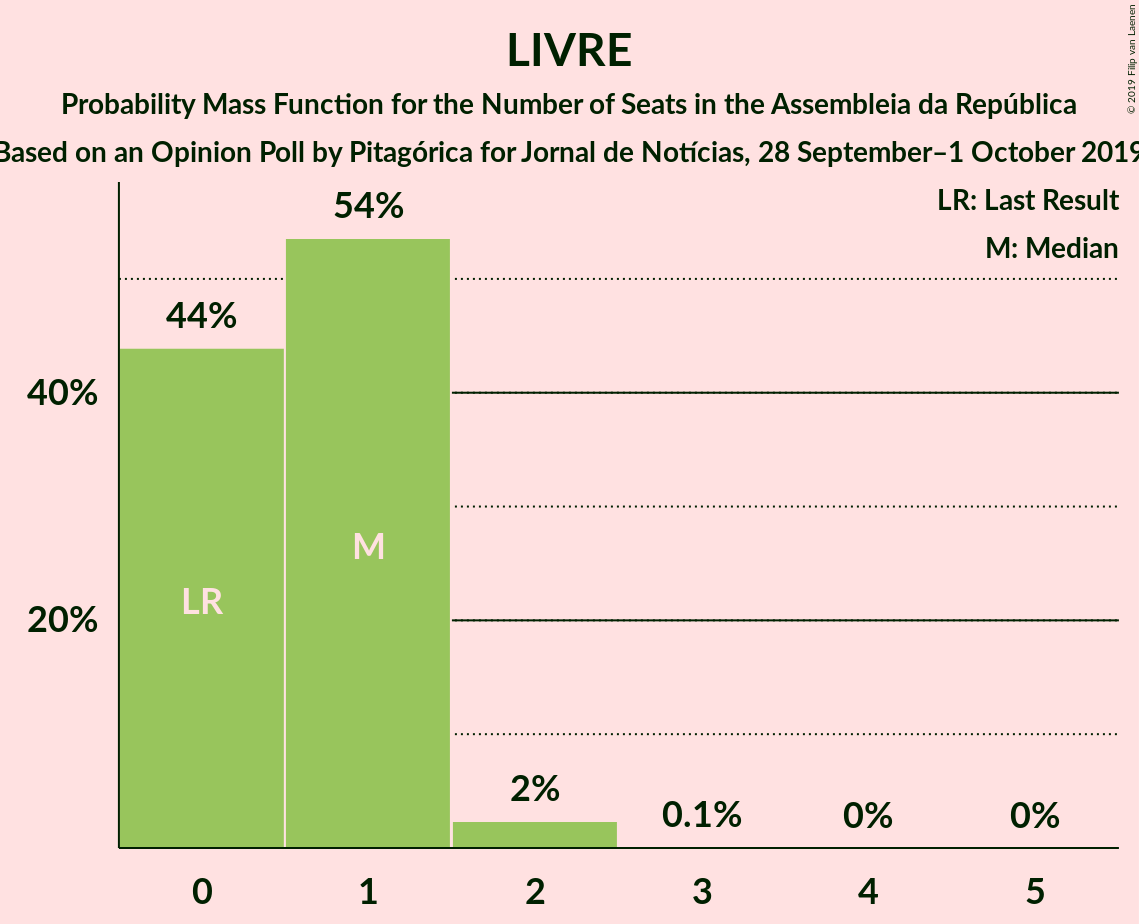 LIVRE
Probability Mass Function for the Number of Seats in the Assembleia da República
Based on an Opinion Poll by Pitagórica for Jornal de Notícias, 28 September–1 October 2019
© 2019 Filip van Laenen
LR: Last Result
M: Median
54%
44%
40%
M
LR
20%
2%
0.1%
0%
0%
0 1 2 3 4 5